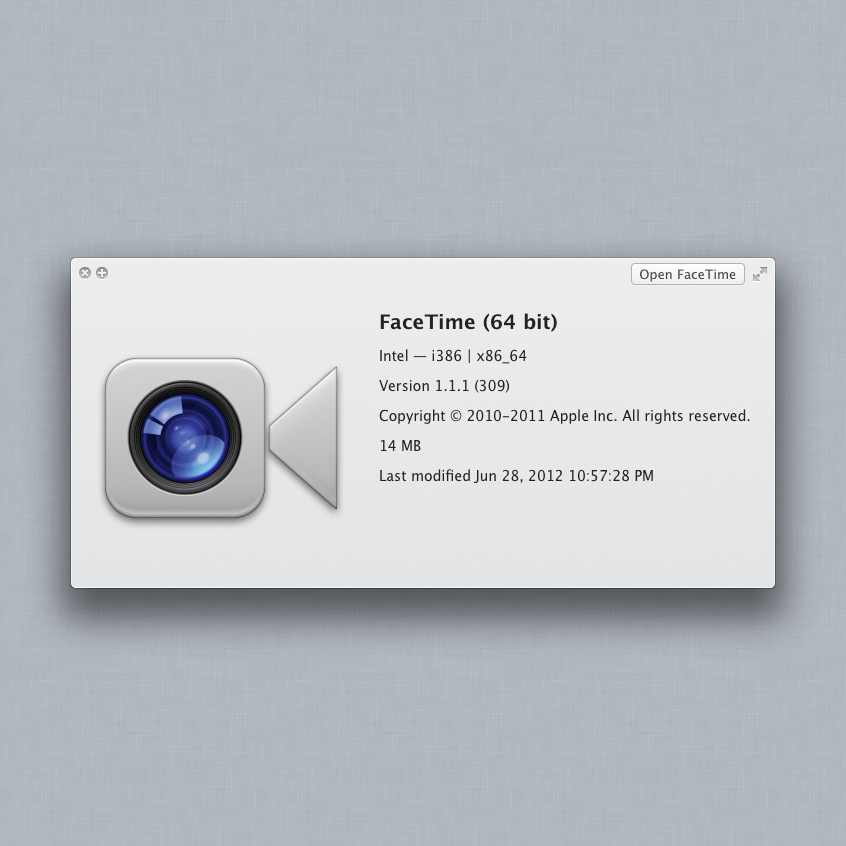 Open FaceTime
FaceTime (64 bit)
Intel — i386 | x86_64
Version 1.1.1 (309)
Copyright © 2010–2011 Apple Inc. All rights reserved.
14 MB
Last modified Jun 28, 2012 10:57:28 PM